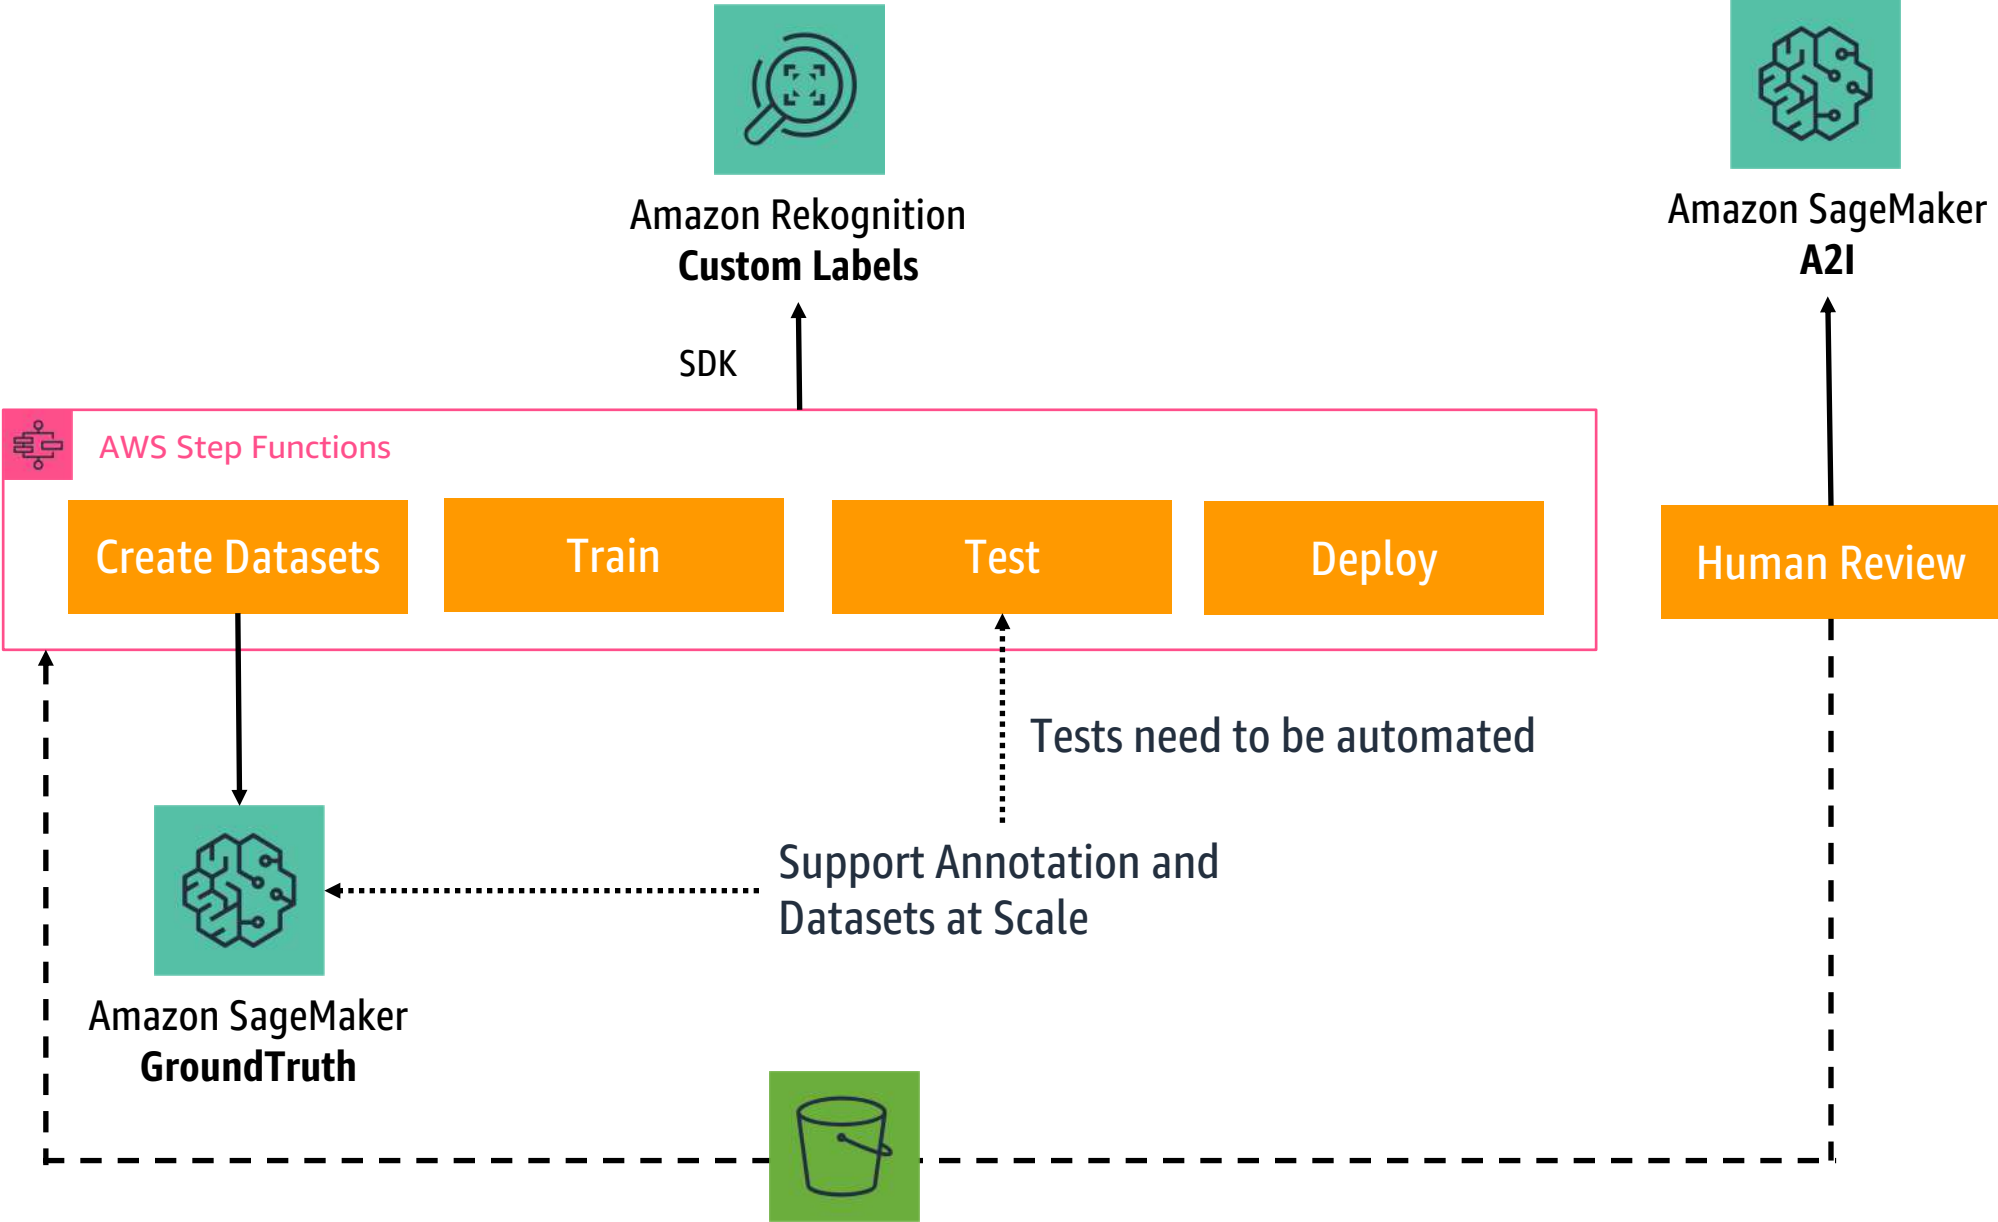 Amazon Rekognition
Custom Labels
Amazon SageMaker
A2I
SDK
AWS Step Functions
Create Datasets
Train
Test
Deploy
Human Review
Tests need to be automated
Support Annotation and
Datasets at Scale
Amazon SageMaker
GroundTruth